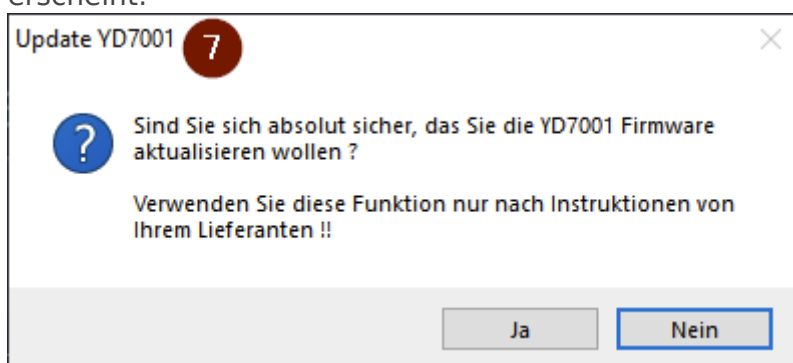 erscheint:
Update YD7001
7
Sind Sie sich absolut sicher, das Sie die YD7001 Firmware
aktualisieren wollen ?
Verwenden Sie diese Funktion nur nach Instruktionen von
Ihrem Lieferanten !!
Ja
Nein